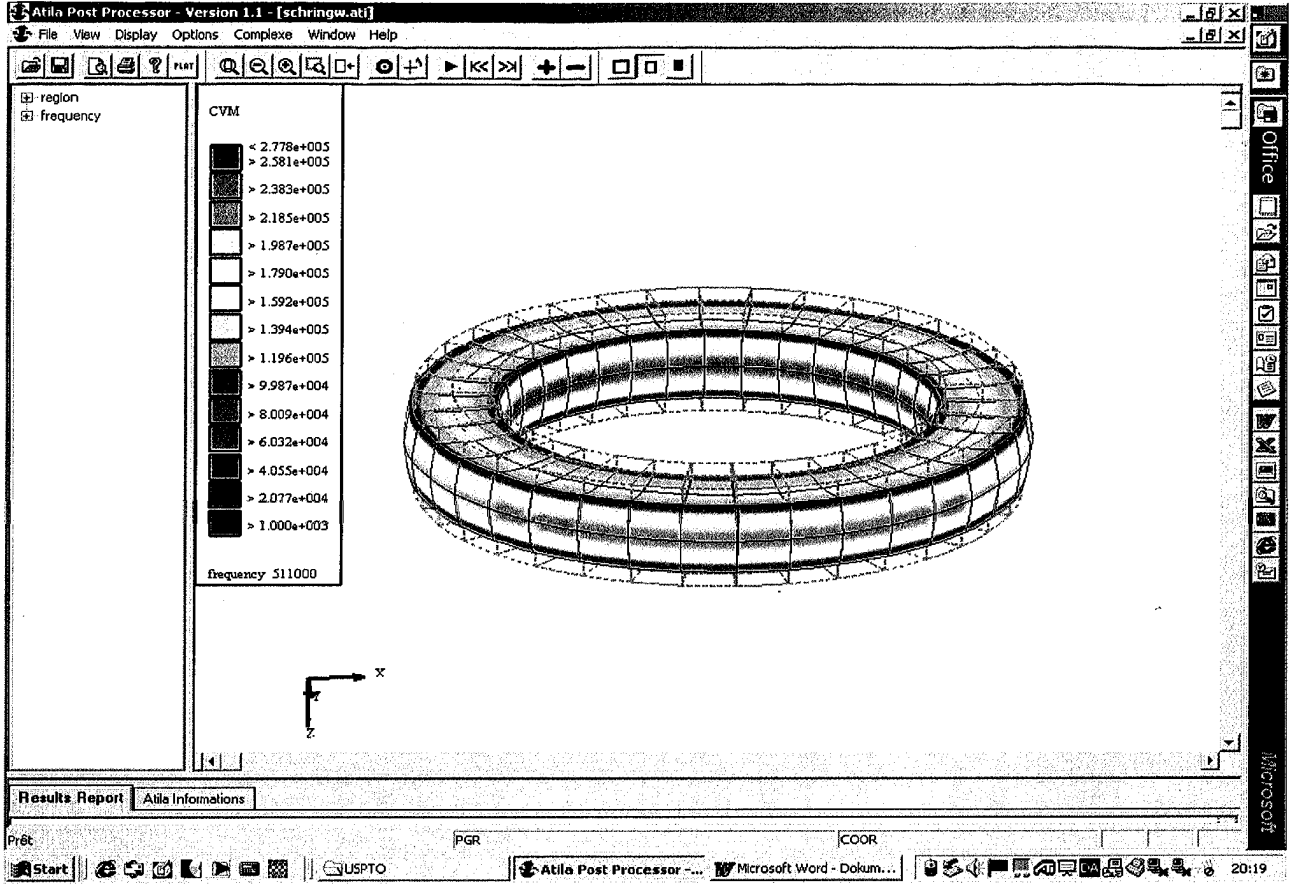 Atila Post Processor - Version 1.1 - [schringw.ati]
File View Display Options Complexe Window Help
PLAT
region
frequency
CVM
< 2.778e+005
> 2.581e+005
> 2.383e+005
> 2.185e+005
> 1.987e+005
> 1.790e+005
> 1.592e+005
> 1.394e+005
> 1.196e+005
> 9.987e+004
> 8.009e+004
> 6.032e+004
> 4.055e+004
> 2.077e+004
> 1.000e+003
frequency 511000
X
Y
Z
Office
Microsoft
Results Report Atila Informations
Prêt PGR COOR
Start USPTO Atila Post Processor -... Microsoft Word - Dokum... 20:19